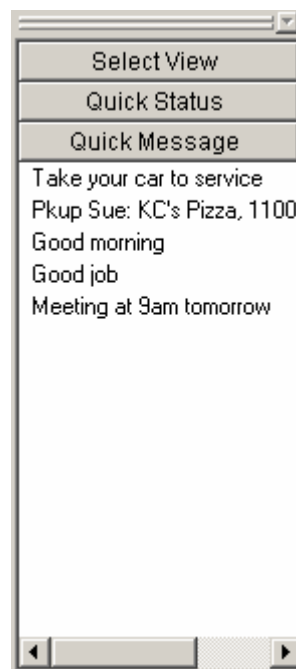 Select View
Quick Status
Quick Message
Take your car to service
Pkup Sue: KC's Pizza, 1100
Good morning
Good job
Meeting at 9am tomorrow